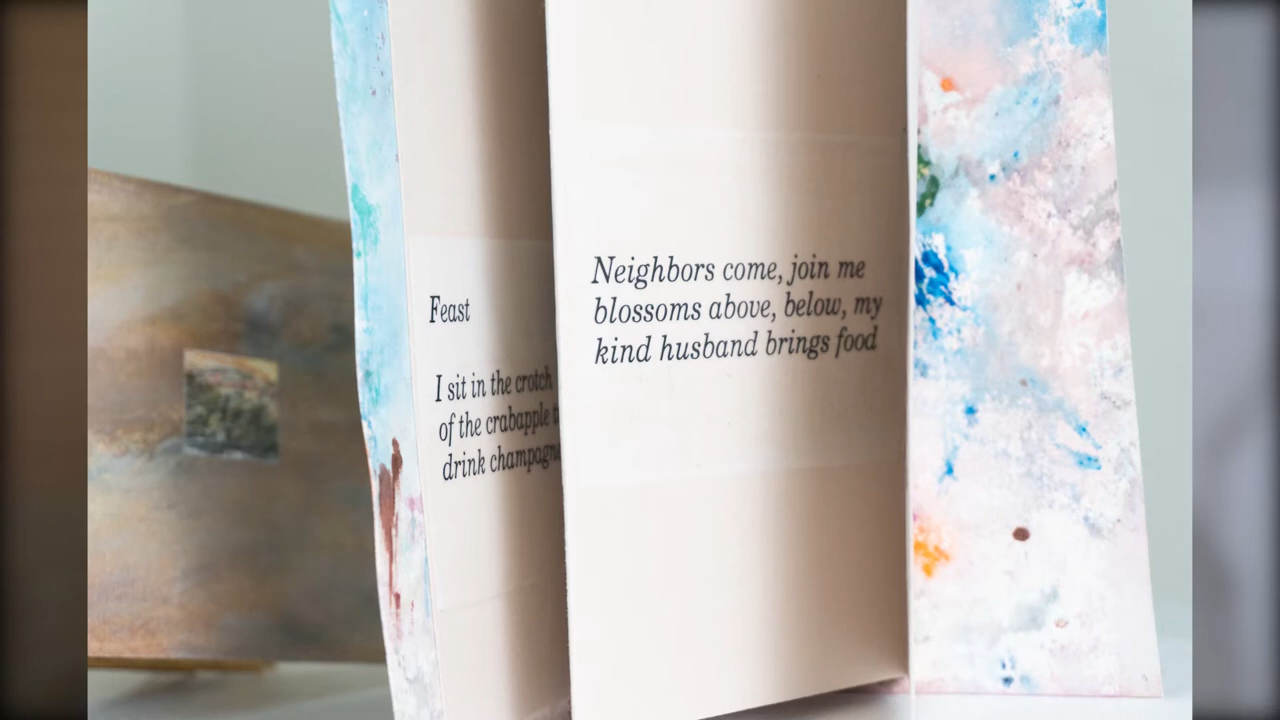 Feast
I sit in the crotch
of the crabapple
drink champagne
Neighbors come, join me
blossoms above, below, my
kind husband brings food